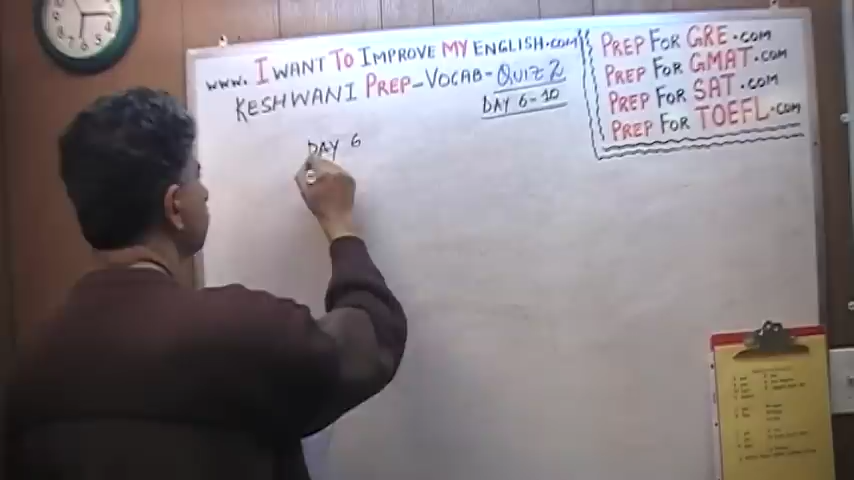 www. I WANT TO IMPROVE MY ENGLISH.com
KESHWANI PREP-VOCAB- QUIZ 2
DAY 6-10
PREP FOR GRE.com
PREP FOR GMAT.com
PREP FOR SAT.com
PREP FOR TOEFL.com
DAY 6